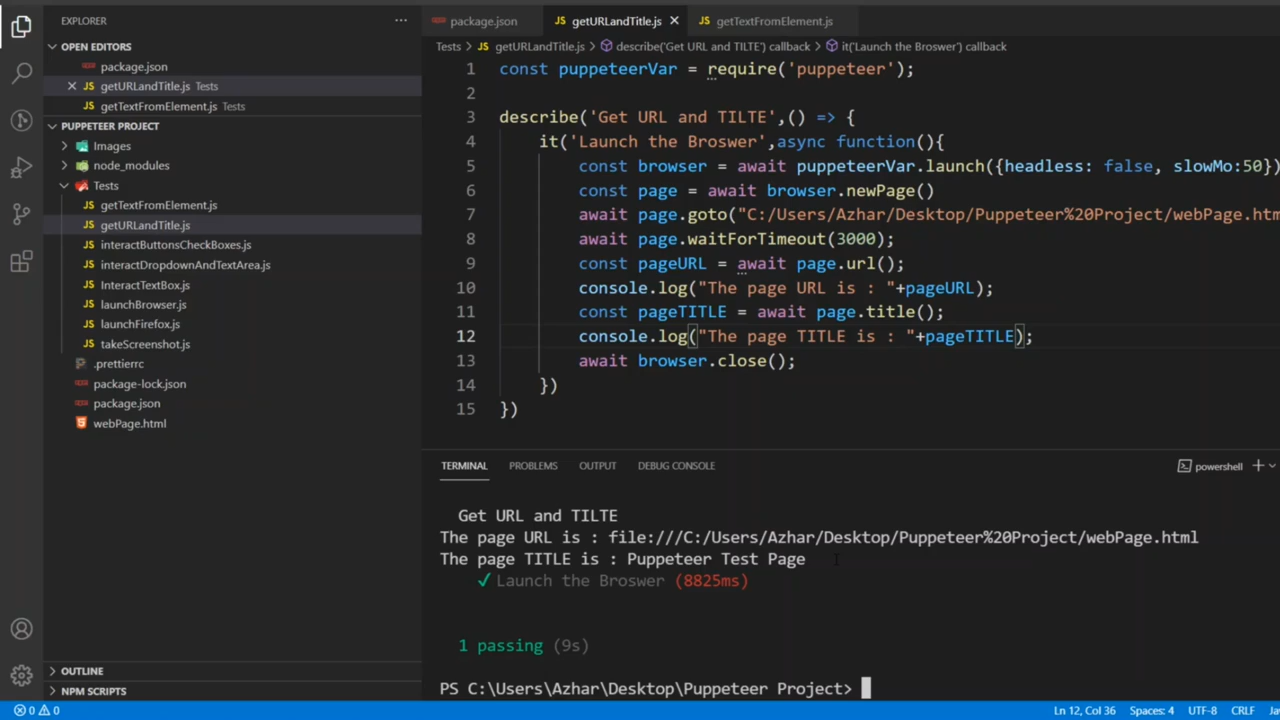 EXPLORER
OPEN EDITORS
package.json
getURLandTitle.js Tests
getTextFromElement.js Tests
PUPPETEER PROJECT
Images
node_modules
Tests
getTextFromElement.js
getURLandTitle.js
interactButtonsCheckBoxes.js
interactDropdownAndTextArea.js
InteractTextBox.js
launchBrowser.js
launchFirefox.js
takeScreenshot.js
.prettierrc
package-lock.json
package.json
webPage.html
OUTLINE
NPM SCRIPTS
package.json JS getURLandTitle.js JS getTextFromElement.js
Tests > JS getURLandTitle.js > describe('Get URL and TILTE') callback > it('Launch the Broswer') callback
1 const puppeteerVar = require('puppeteer');
2
3 describe('Get URL and TILTE',() => {
4 it('Launch the Broswer',async function(){
5 const browser = await puppeteerVar.launch({headless: false, slowMo:50})
6 const page = await browser.newPage()
7 await page.goto("C:/Users/Azhar/Desktop/Puppeteer%20Project/webPage.htm
8 await page.waitForTimeout(3000);
9 const pageURL = await page.url();
10 console.log("The page URL is : "+pageURL);
11 const pageTITLE = await page.title();
12 console.log("The page TITLE is : "+pageTITLE);
13 await browser.close();
14 })
15 })
TERMINAL PROBLEMS OUTPUT DEBUG CONSOLE powershell
Get URL and TILTE
The page URL is : file:///C:/Users/Azhar/Desktop/Puppeteer%20Project/webPage.html
The page TITLE is : Puppeteer Test Page
✓ Launch the Broswer (8825ms)
1 passing (9s)
PS C:\Users\Azhar\Desktop\Puppeteer Project>
0 0 Ln 12, Col 36 Spaces: 4 UTF-8 CRLF Ja